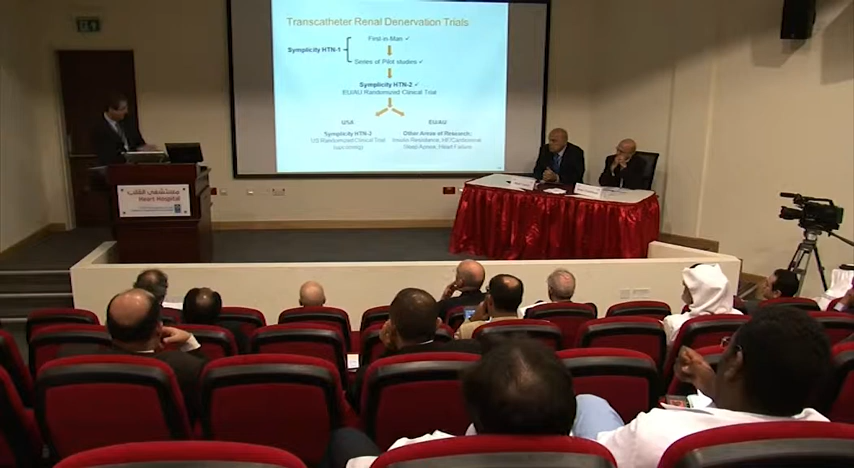 Transcatheter Renal Denervation Trials
First-in-Man ✓
Symplicity HTN-1
Series of Pilot studies ✓
Symplicity HTN-2 ✓
EU/AU Randomized Clinical Trial
USA
EU/AU
Symplicity HTN-3
US Randomized Clinical Trial
Other Areas of Research:
Insulin Resistance, HF/Cardiorenal
Sleep Apnea, Heart Failure
مستشفى القلب
Heart Hospital